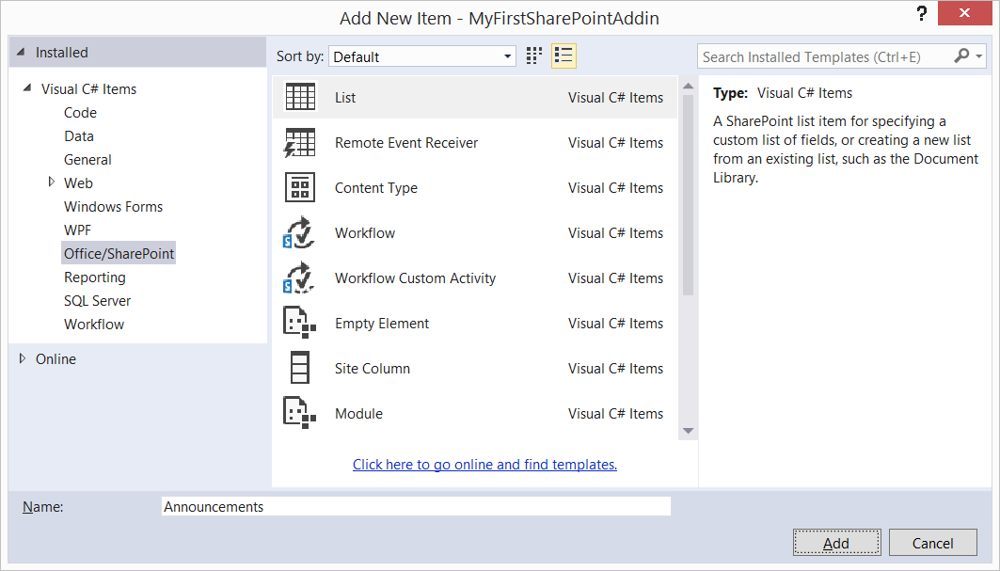 Add New Item - MyFirstSharePointAddin
?
Installed
Sort by: Default
Search Installed Templates (Ctrl+E)
Visual C# Items
Code
Data
General
Web
Windows Forms
WPF
Office/SharePoint
Reporting
SQL Server
Workflow
Online
List Visual C# Items
Remote Event Receiver Visual C# Items
Content Type Visual C# Items
Workflow Visual C# Items
Workflow Custom Activity Visual C# Items
Empty Element Visual C# Items
Site Column Visual C# Items
Module Visual C# Items
Click here to go online and find templates.
Type: Visual C# Items
A SharePoint list item for specifying a
custom list of fields, or creating a new list
from an existing list, such as the Document
Library.
Name: Announcements
Add Cancel